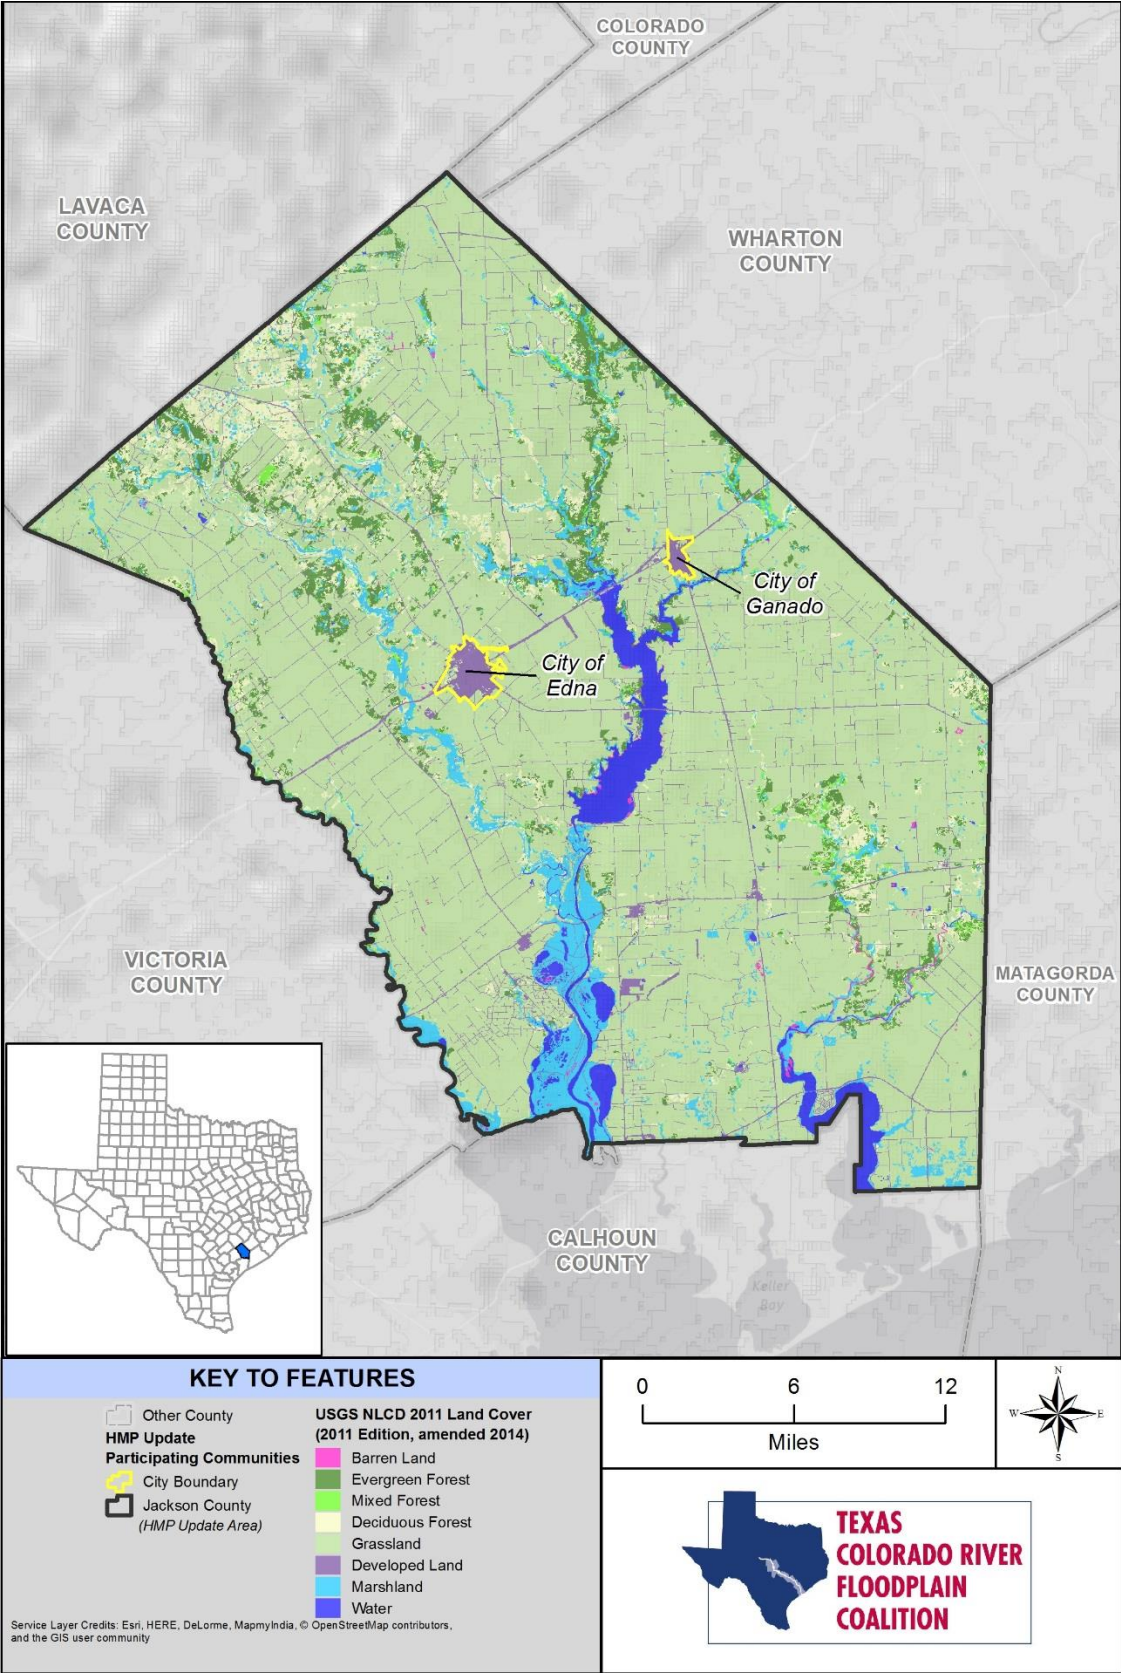 COLORADO
COUNTY
LAVACA
COUNTY
WHARTON
COUNTY
City of
Ganado
City of
Edna
VICTORIA
COUNTY
MATAGORDA
COUNTY
CALHOUN
COUNTY
Keller
Bay
KEY TO FEATURES
Other County
HMP Update
Participating Communities
City Boundary
Jackson County
(HMP Update Area)
USGS NLCD 2011 Land Cover
(2011 Edition, amended 2014)
Barren Land
Evergreen Forest
Mixed Forest
Deciduous Forest
Grassland
Developed Land
Marshland
Water
Service Layer Credits: Esri, HERE, DeLorme, MapmyIndia, © OpenStreetMap contributors,
and the GIS user community
0 6 12
Miles
N
W E
S
TEXAS
COLORADO RIVER
FLOODPLAIN
COALITION